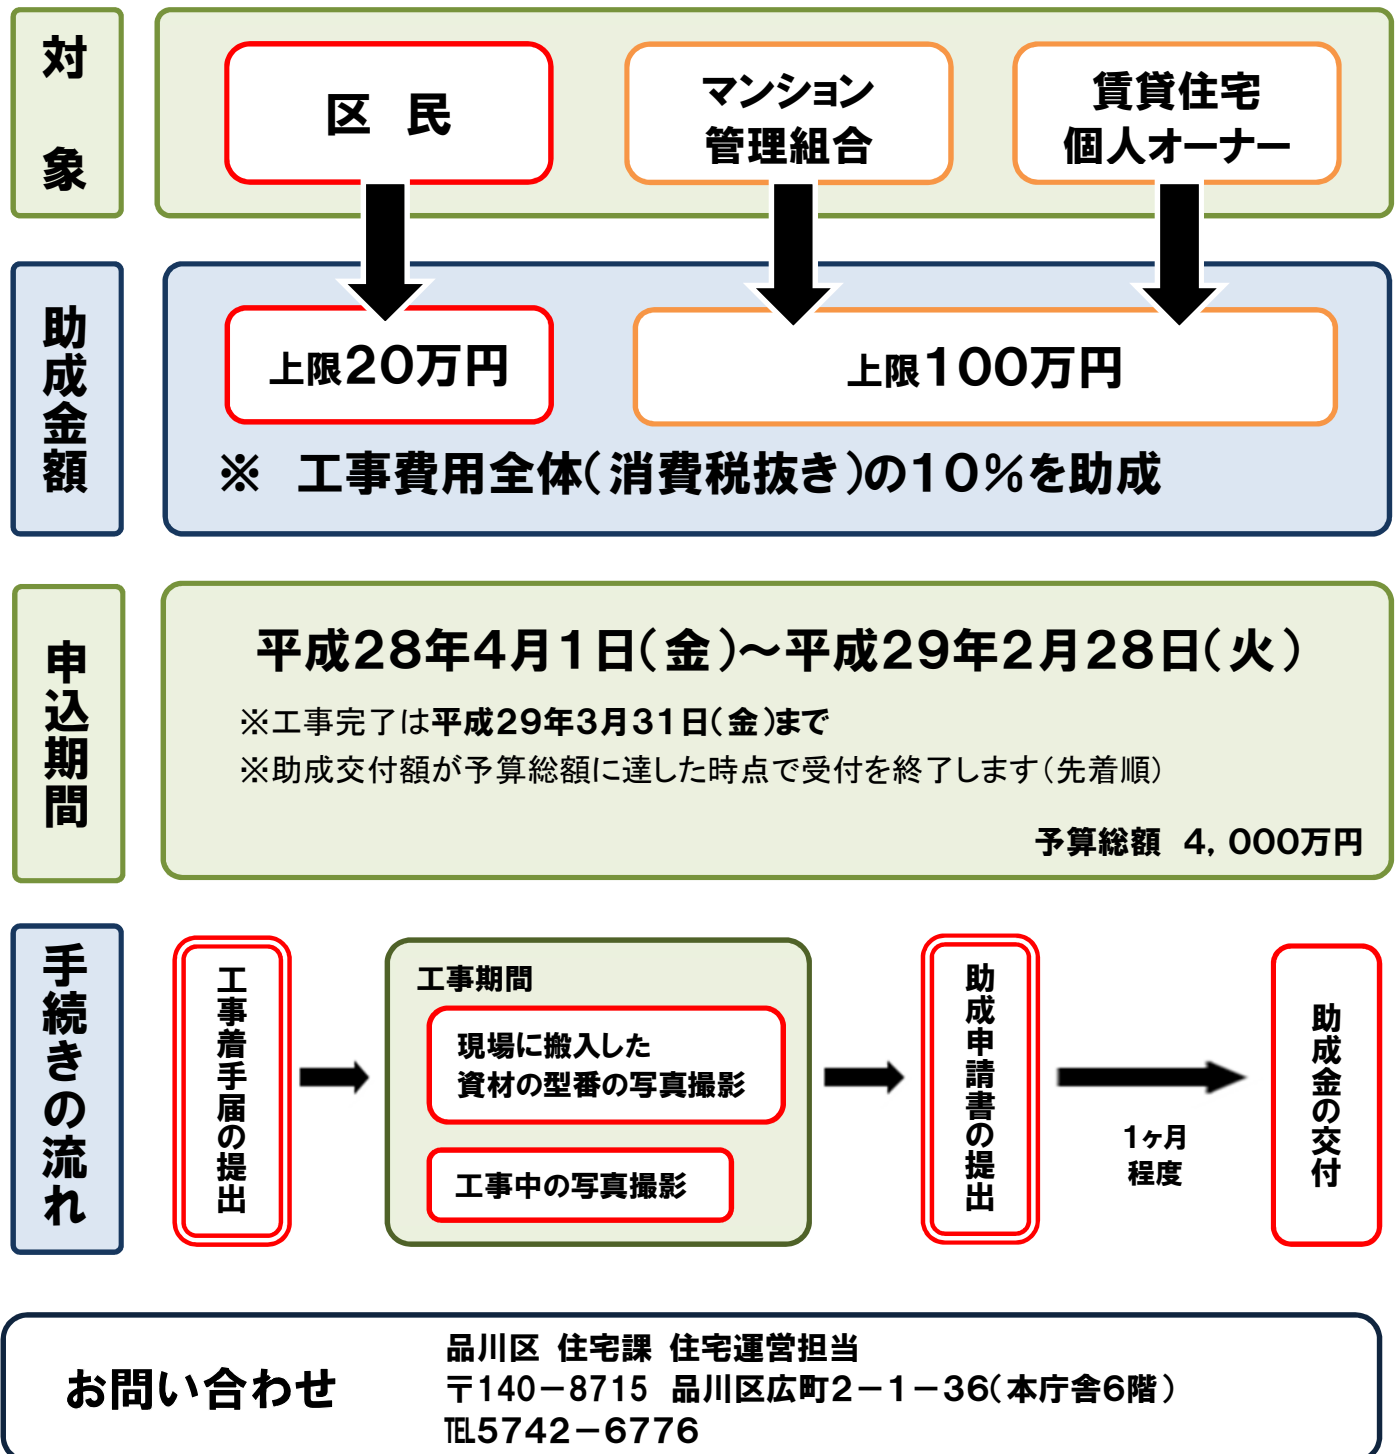 対象
区 民
マンション
管理組合
賃貸住宅
個人オーナー
助成金額
上限20万円
上限100万円
※ 工事費用全体(消費税抜き)の10%を助成
申込期間
平成28年4月1日(金)~平成29年2月28日(火)
※工事完了は平成29年3月31日(金)まで
※助成交付額が予算総額に達した時点で受付を終了します(先着順)
予算総額 4,000万円
手続きの流れ
工事着手届の提出
工事期間
現場に搬入した
資材の型番の写真撮影
工事中の写真撮影
助成申請書の提出
1ヶ月
程度
助成金の交付
お問い合わせ
品川区 住宅課 住宅運営担当
〒140-8715 品川区広町2-1-36(本庁舎6階)
℡5742-6776